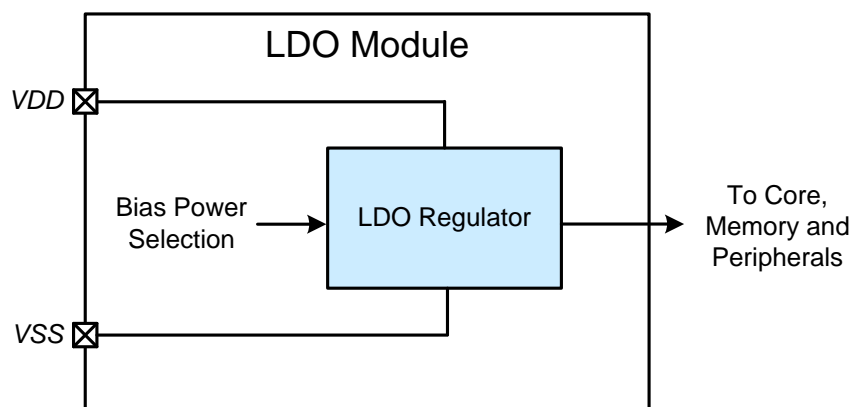 LDO Module
VDD
Bias Power
Selection
LDO Regulator
To Core,
Memory and
Peripherals
VSS